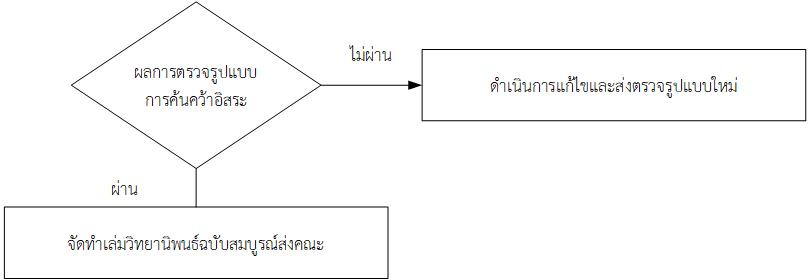 ผลการตรวจรูปแบบ
การค้นคว้าอิสระ
ไม่ผ่าน
ดำเนินการแก้ไขและส่งตรวจรูปแบบใหม่
ผ่าน
จัดทำเล่มวิทยานิพนธ์ฉบับสมบูรณ์ส่งคณะ